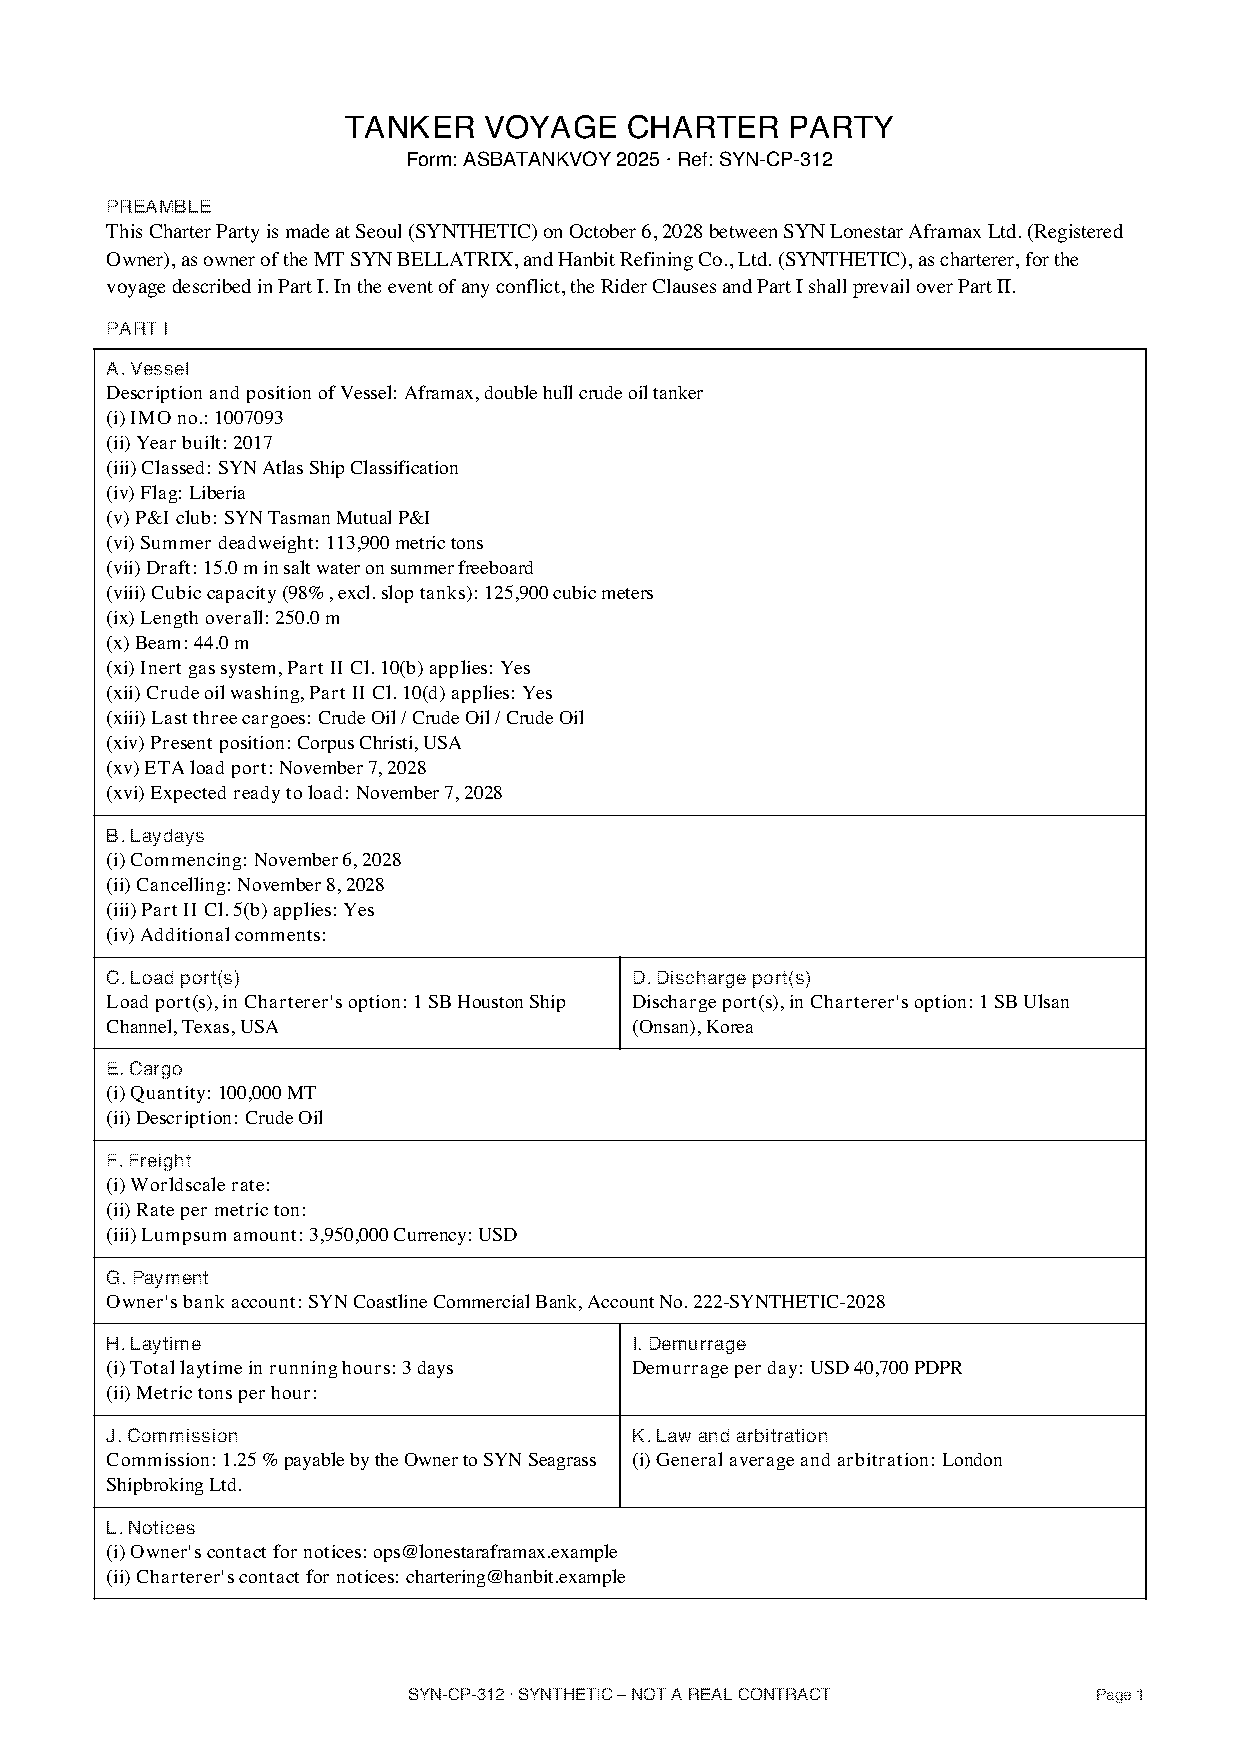 TANKER VOYAGE CHARTER PARTY
Form: ASBATANKVOY 2025 · Ref: SYN-CP-312
PREAMBLE
This Charter Party is made at Seoul (SYNTHETIC) on October 6, 2028 between SYN Lonestar Aframax Ltd. (Registered
Owner), as owner of the MT SYN BELLATRIX, and Hanbit Refining Co., Ltd. (SYNTHETIC), as charterer, for the
voyage described in Part I. In the event of any conflict, the Rider Clauses and Part I shall prevail over Part II.
PART I
A. Vessel
Description and position of Vessel: Aframax, double hull crude oil tanker
(i) IMO no.: 1007093
(ii) Year built: 2017
(iii) Classed: SYN Atlas Ship Classification
(iv) Flag: Liberia
(v) P&I club: SYN Tasman Mutual P&I
(vi) Summer deadweight: 113,900 metric tons
(vii) Draft: 15.0 m in salt water on summer freeboard
(viii) Cubic capacity (98% , excl. slop tanks): 125,900 cubic meters
(ix) Length overall: 250.0 m
(x) Beam: 44.0 m
(xi) Inert gas system, Part II Cl. 10(b) applies: Yes
(xii) Crude oil washing, Part II Cl. 10(d) applies: Yes
(xiii) Last three cargoes: Crude Oil / Crude Oil / Crude Oil
(xiv) Present position: Corpus Christi, USA
(xv) ETA load port: November 7, 2028
(xvi) Expected ready to load: November 7, 2028
B. Laydays
(i) Commencing: November 6, 2028
(ii) Cancelling: November 8, 2028
(iii) Part II Cl. 5(b) applies: Yes
(iv) Additional comments:
C. Load port(s)
Load port(s), in Charterer's option: 1 SB Houston Ship
Channel, Texas, USA
D. Discharge port(s)
Discharge port(s), in Charterer's option: 1 SB Ulsan
(Onsan), Korea
E. Cargo
(i) Quantity: 100,000 MT
(ii) Description: Crude Oil
F. Freight
(i) Worldscale rate:
(ii) Rate per metric ton:
(iii) Lumpsum amount: 3,950,000 Currency: USD
G. Payment
Owner's bank account: SYN Coastline Commercial Bank, Account No. 222-SYNTHETIC-2028
H. Laytime
(i) Total laytime in running hours: 3 days
(ii) Metric tons per hour:
I. Demurrage
Demurrage per day: USD 40,700 PDPR
J. Commission
Commission: 1.25 % payable by the Owner to SYN Seagrass
Shipbroking Ltd.
K. Law and arbitration
(i) General average and arbitration: London
L. Notices
(i) Owner's contact for notices: ops@lonestaraframax.example
(ii) Charterer's contact for notices: chartering@hanbit.example
SYN-CP-312 · SYNTHETIC – NOT A REAL CONTRACT
Page 1